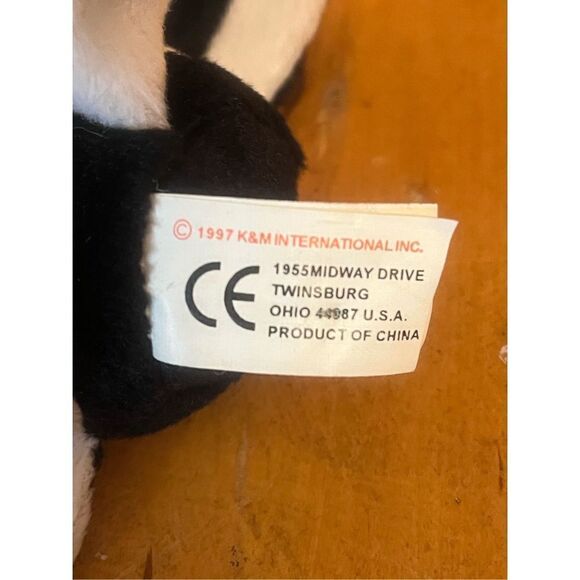 © 1997 K&M INTERNATIONAL INC.
CE
1955MIDWAY DRIVE
TWINSBURG
OHIO 44087 U.S.A.
PRODUCT OF CHINA